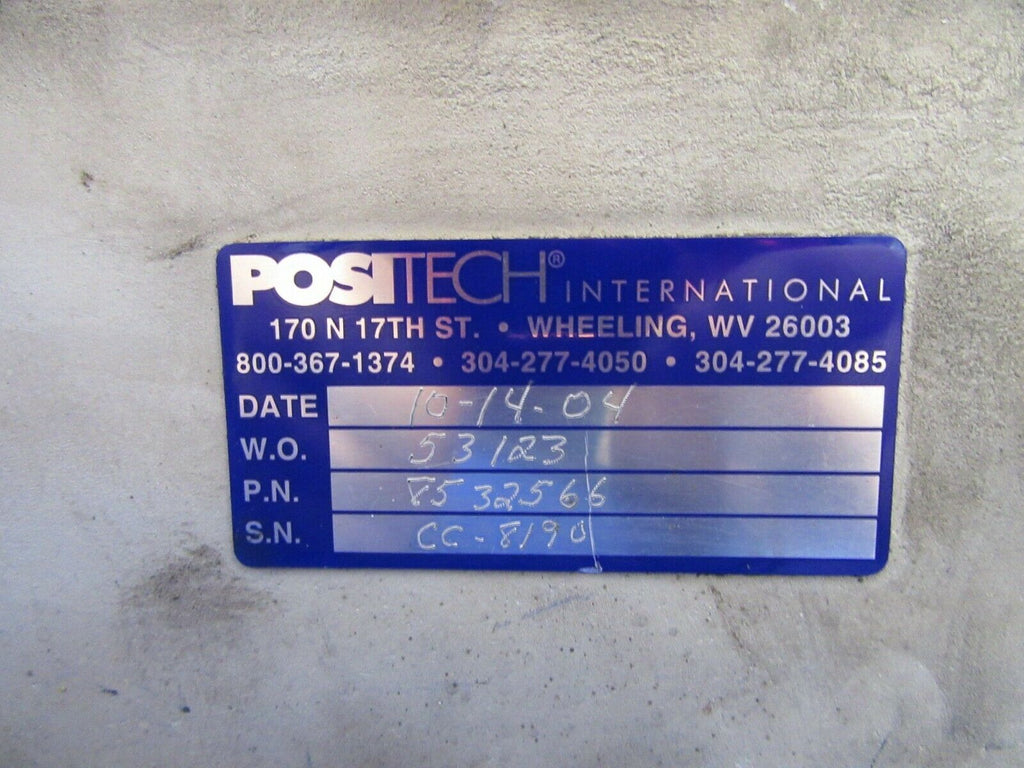 POSITECH® INTERNATIONAL
170 N 17TH ST. • WHEELING, WV 26003
800-367-1374 • 304-277-4050 • 304-277-4085
DATE 10-14-04
W.O. 53123
P.N. 8532566
S.N. CC-8190